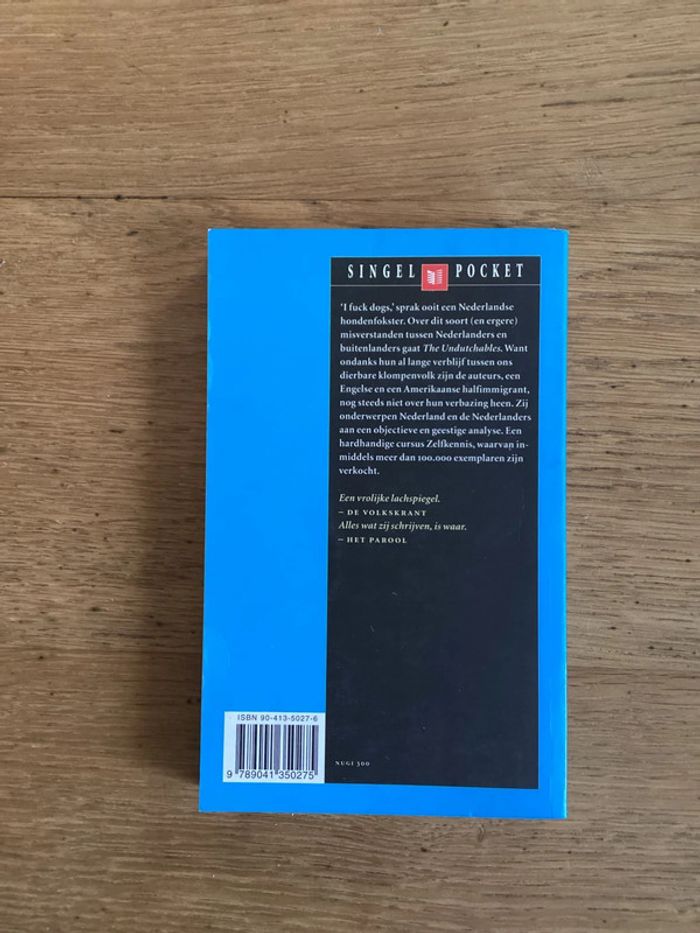 SINGEL POCKET
'I fuck dogs,' sprak ooit een Nederlandse
hondenfokster. Over dit soort (en ergere)
misverstanden tussen Nederlanders en
buitenlanders gaat The Undutchables. Want
ondanks hun al lange verblijf tussen ons
dierbare klompenvolk zijn de auteurs, een
Engelse en een Amerikaanse halfimmigrant,
nog steeds niet over hun verbazing heen. Zij
onderwerpen Nederland en de Nederlanders
aan een objectieve en geestige analyse. Een
hardhandige cursus Zelfkennis, waarvan in-
middels meer dan 100.000 exemplaren zijn
verkocht.
Een vrolijke lachspiegel.
– DE VOLKSKRANT
Alles wat zij schrijven, is waar.
– HET PAROOL
ISBN 90-413-5027-6
9 789041 350275
NUGI 300